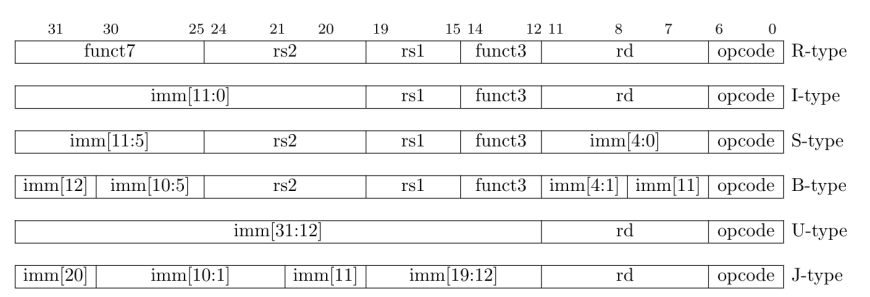 31 30 25 24 21 20 19 15 14 12 11 8 7 6 0
funct7 rs2 rs1 funct3 rd opcode R-type
imm[11:0] rs1 funct3 rd opcode I-type
imm[11:5] rs2 rs1 funct3 imm[4:0] opcode S-type
imm[12] imm[10:5] rs2 rs1 funct3 imm[4:1] imm[11] opcode B-type
imm[31:12] rd opcode U-type
imm[20] imm[10:1] imm[11] imm[19:12] rd opcode J-type